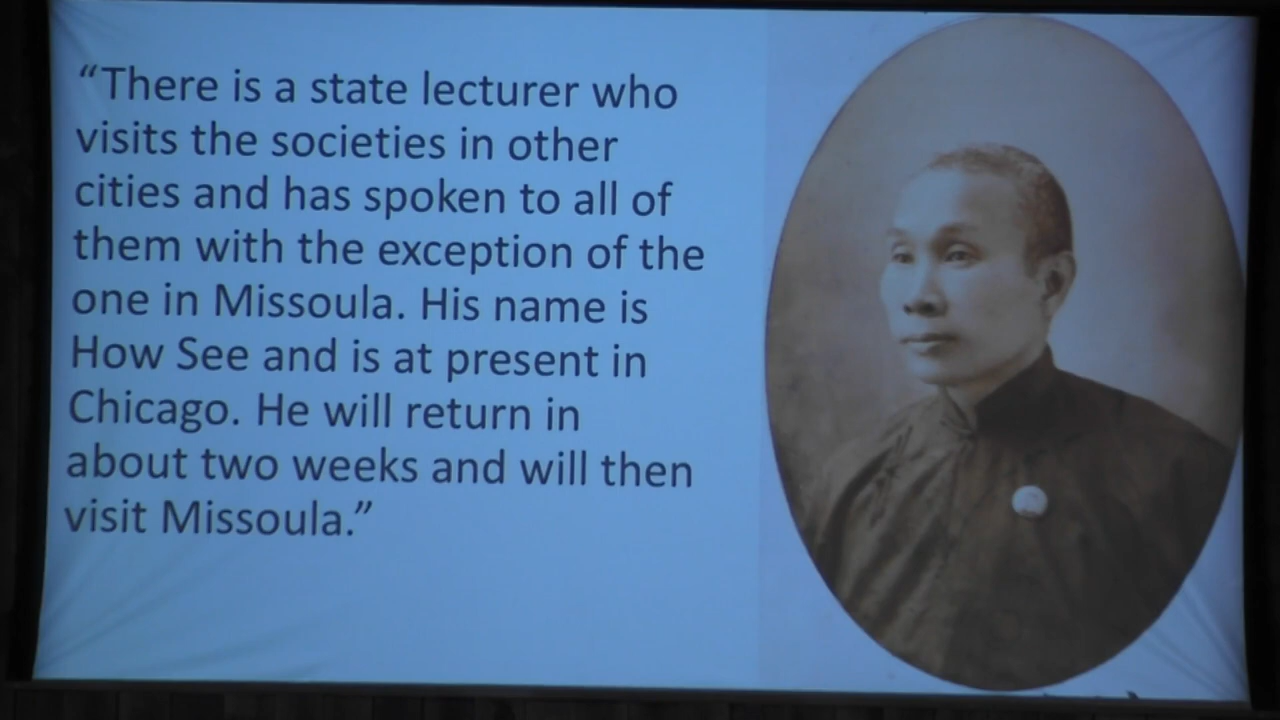 “There is a state lecturer who
visits the societies in other
cities and has spoken to all of
them with the exception of the
one in Missoula. His name is
How See and is at present in
Chicago. He will return in
about two weeks and will then
visit Missoula.”